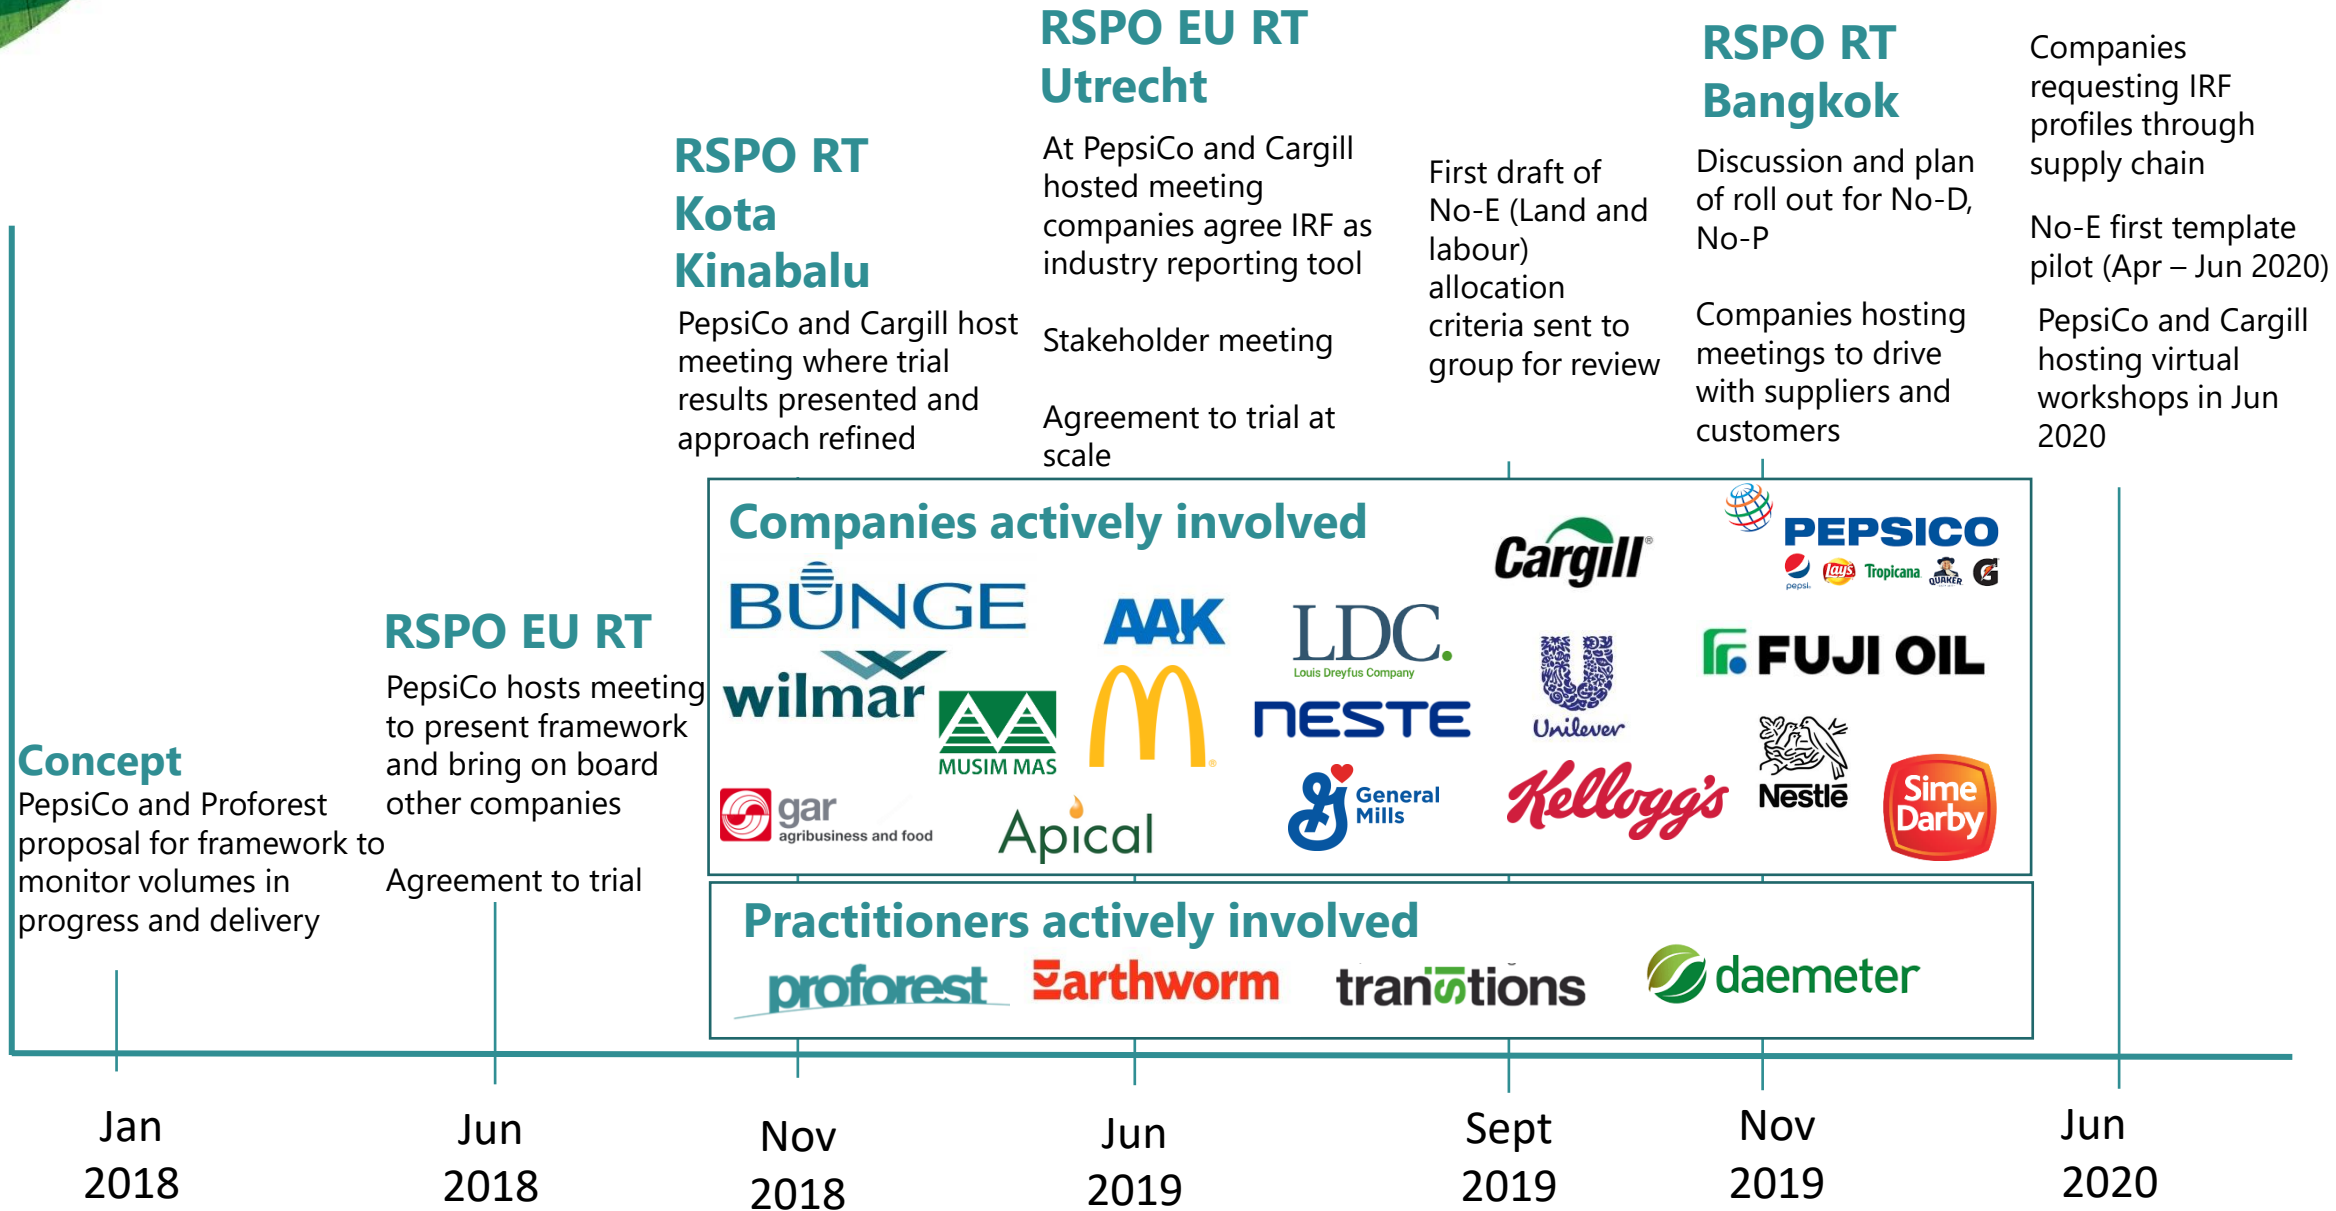 Concept
PepsiCo and Proforest
proposal for framework to
monitor volumes in
progress and delivery
RSPO EU RT
PepsiCo hosts meeting
to present framework
and bring on board
other companies
Agreement to trial
RSPO RT
Kota
Kinabalu
PepsiCo and Cargill host
meeting where trial
results presented and
approach refined
RSPO EU RT
Utrecht
At PepsiCo and Cargill
hosted meeting
companies agree IRF as
industry reporting tool
Stakeholder meeting
Agreement to trial at
scale
First draft of
No-E (Land and
labour)
allocation
criteria sent to
group for review
RSPO RT
Bangkok
Discussion and plan
of roll out for No-D,
No-P
Companies hosting
meetings to drive
with suppliers and
customers
Companies
requesting IRF
profiles through
supply chain
No-E first template
pilot (Apr – Jun 2020)
PepsiCo and Cargill
hosting virtual
workshops in Jun
2020
Companies actively involved
BUNGE
AAK
LDC.
Louis Dreyfus Company
Cargill®
PEPSICO
pepsi.
Lay's
Tropicana
QUAKER
G
wilmar
MUSIM MAS
M®
NESTE
Unilever
FUJI OIL
gar
agribusiness and food
Apical
General
Mills
Kellogg's
Nestlé
Sime
Darby
Practitioners actively involved
proforest
Earthworm
transitions
daemeter
Jan
2018
Jun
2018
Nov
2018
Jun
2019
Sept
2019
Nov
2019
Jun
2020